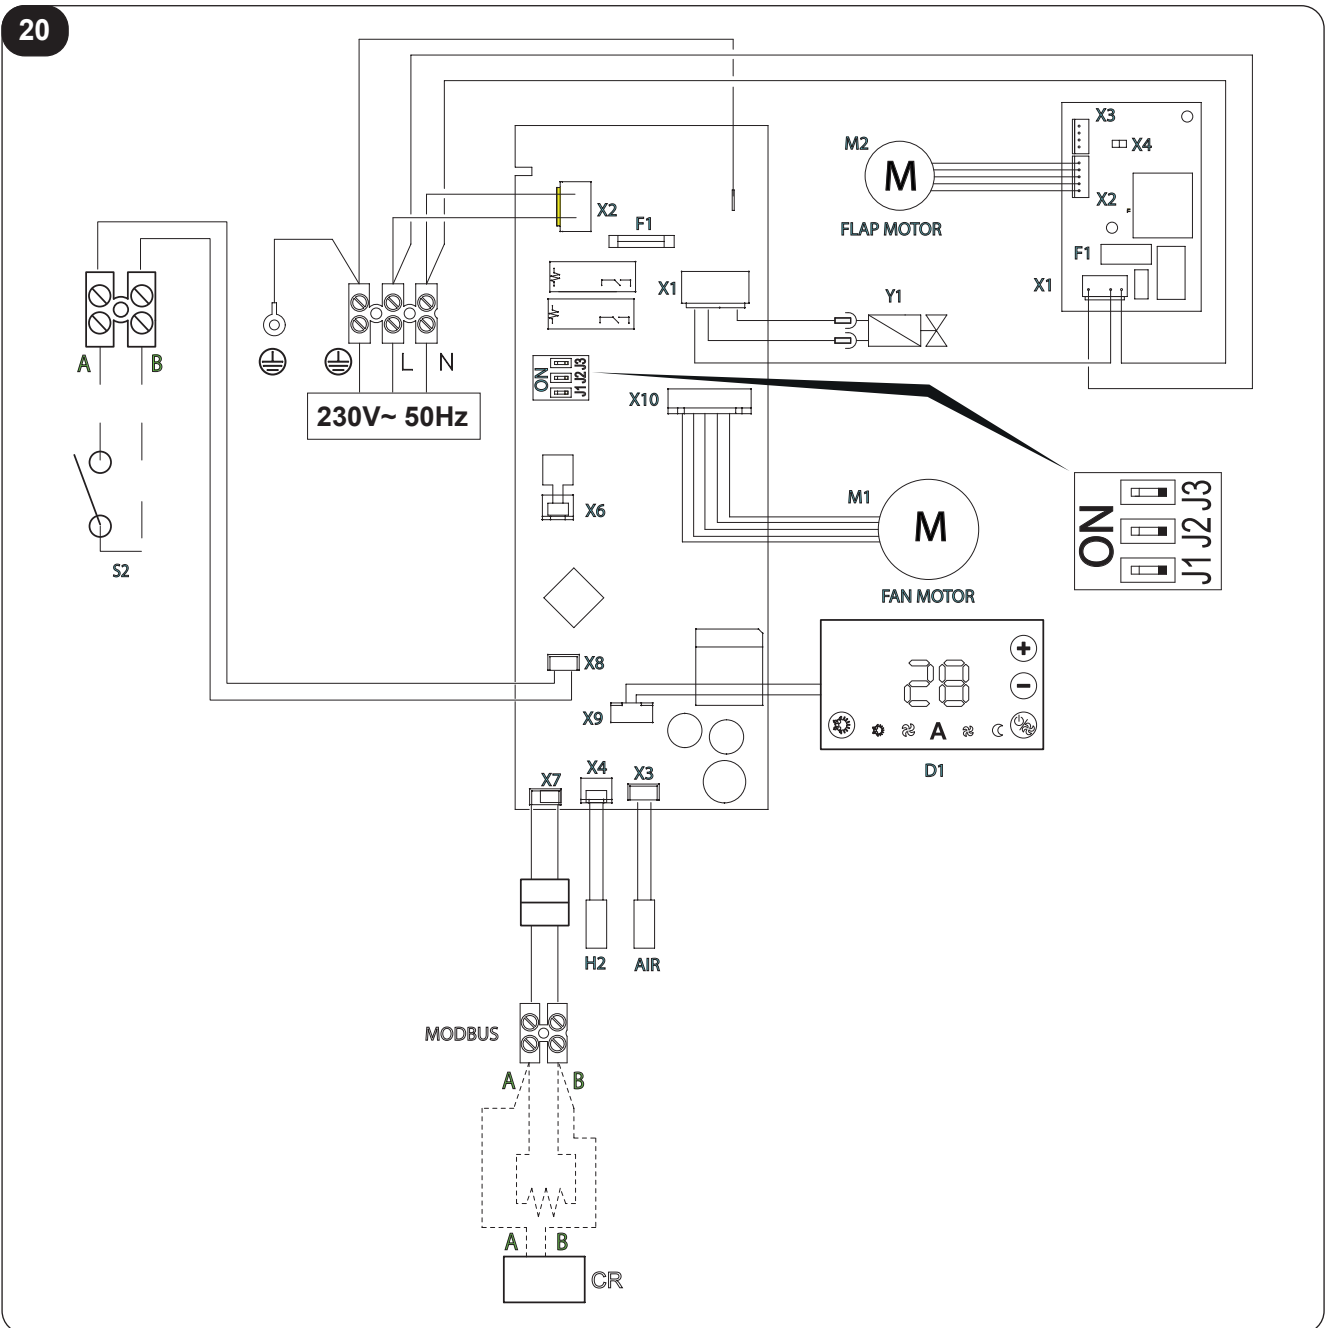 20
X3
X4
M2
M
X2
FLAP MOTOR
X2
F1
F1
X1
X1
Y1
A B
L N
230V~ 50Hz
ON
J1 J2 J3
X10
ON
J1 J2 J3
X6
M1
M
FAN MOTOR
S2
X8
X9
28
+
−
A
D1
X7
X4
X3
H2
AIR
MODBUS
A B
A B
CR